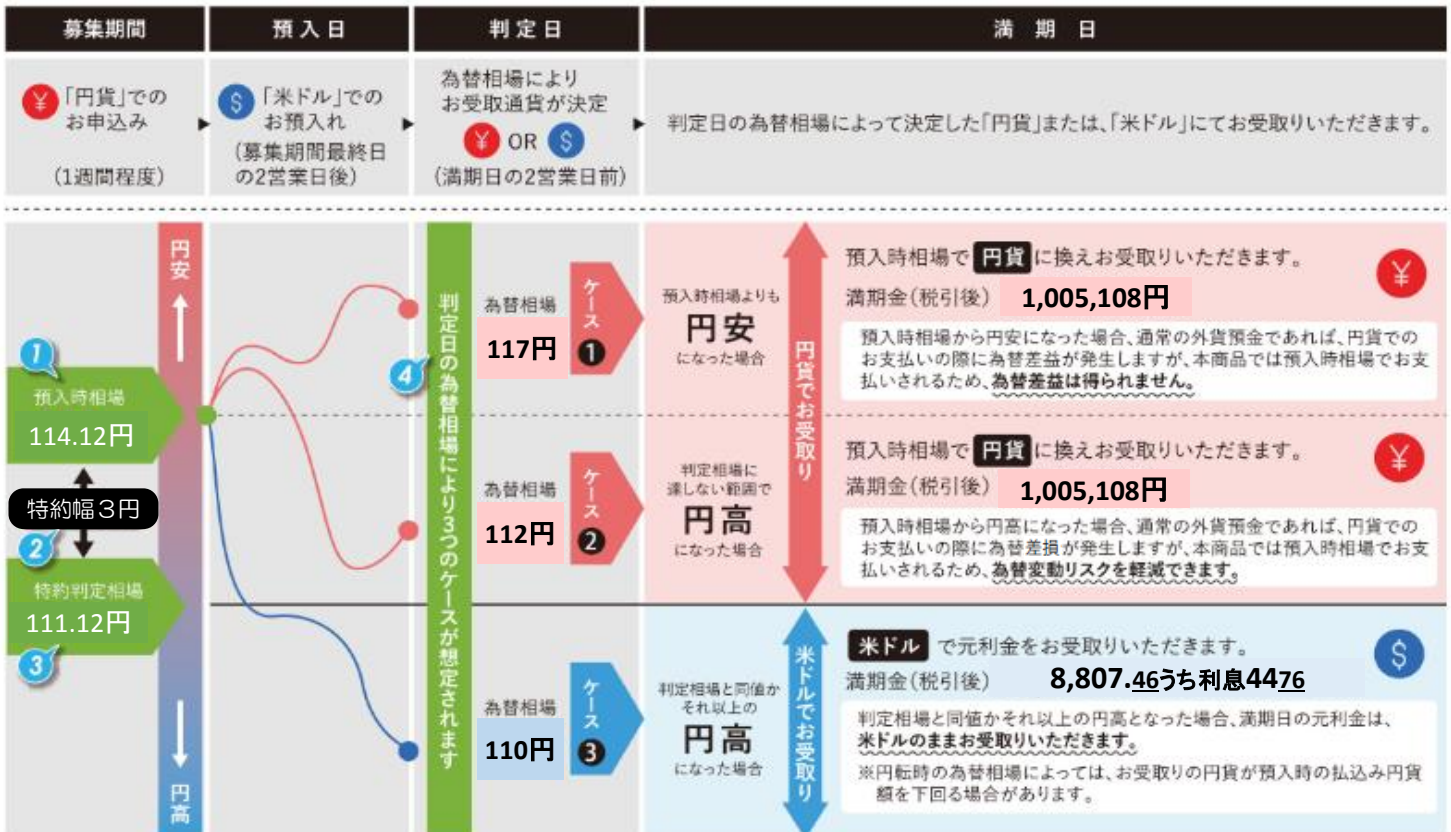 募集期間
預入日
判定日
満期日
¥「円貨」での
お申込み
(1週間程度)
$「米ドル」での
お預入れ
(募集期間最終日
の2営業日後)
為替相場により
お受取通貨が決定
¥ OR $
(満期日の2営業日前)
判定日の為替相場によって決定した「円貨」または、「米ドル」にてお受取りいただきます。
円安
1
預入時相場
114.12円
特約幅3円
2
特約判定相場
111.12円
3
円高
4
判定日の為替相場により3つのケースが想定されます
為替相場
117円
ケース❶
預入時相場よりも
円安
になった場合
円貨でお受取り
預入時相場で 円貨 に換えお受取りいただきます。
¥
満期金(税引後) 1,005,108円
預入時相場から円安になった場合、通常の外貨預金であれば、円貨での
お支払いの際に為替差益が発生しますが、本商品では預入時相場でお支
払いされるため、為替差益は得られません。
為替相場
112円
ケース❷
判定相場に
達しない範囲で
円高
になった場合
預入時相場で 円貨 に換えお受取りいただきます。
¥
満期金(税引後) 1,005,108円
預入時相場から円高になった場合、通常の外貨預金であれば、円貨での
お支払いの際に為替差損が発生しますが、本商品では預入時相場でお支
払いされるため、為替変動リスクを軽減できます。
為替相場
110円
ケース❸
判定相場と同値か
それ以上の
円高
になった場合
米ドルでお受取り
米ドル で元利金をお受取りいただきます。
$
満期金(税引後) 8,807.46うち利息4476
判定相場と同値かそれ以上の円高となった場合、満期日の元利金は、
米ドルのままお受取りいただきます。
※円転時の為替相場によっては、お受取りの円貨が預入時の払込み円貨
額を下回る場合があります。